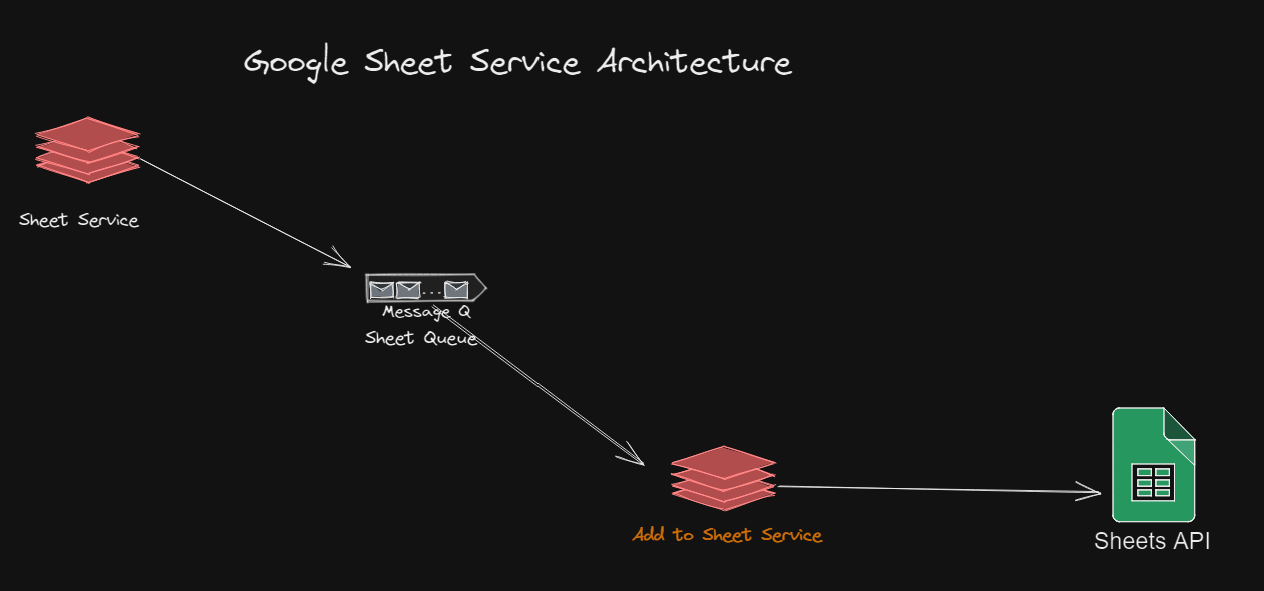 Google Sheet Service Architecture
Sheet Service
Message Q
Sheet Queue
Add to Sheet Service
Sheets API